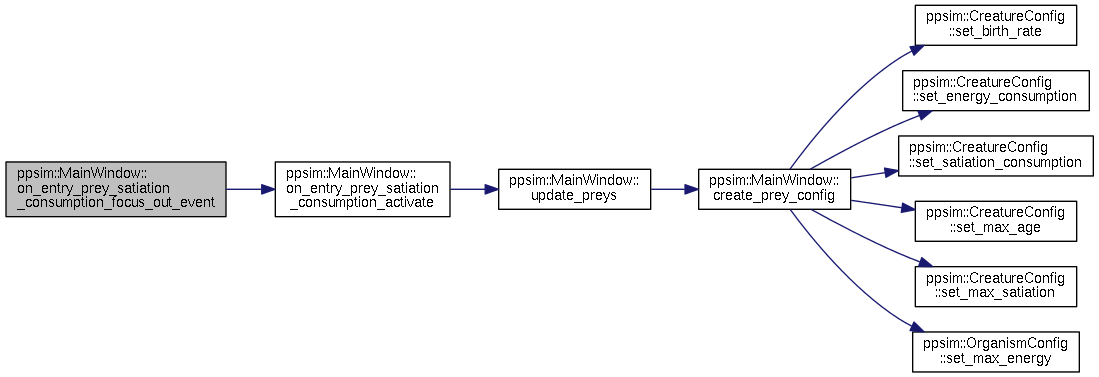 ppsim::MainWindow::
on_entry_prey_satiation
_consumption_focus_out_event
ppsim::MainWindow::
on_entry_prey_satiation
_consumption_activate
ppsim::MainWindow::
update_preys
ppsim::MainWindow::
create_prey_config
ppsim::CreatureConfig
::set_birth_rate
ppsim::CreatureConfig
::set_energy_consumption
ppsim::CreatureConfig
::set_satiation_consumption
ppsim::CreatureConfig
::set_max_age
ppsim::CreatureConfig
::set_max_satiation
ppsim::OrganismConfig
::set_max_energy